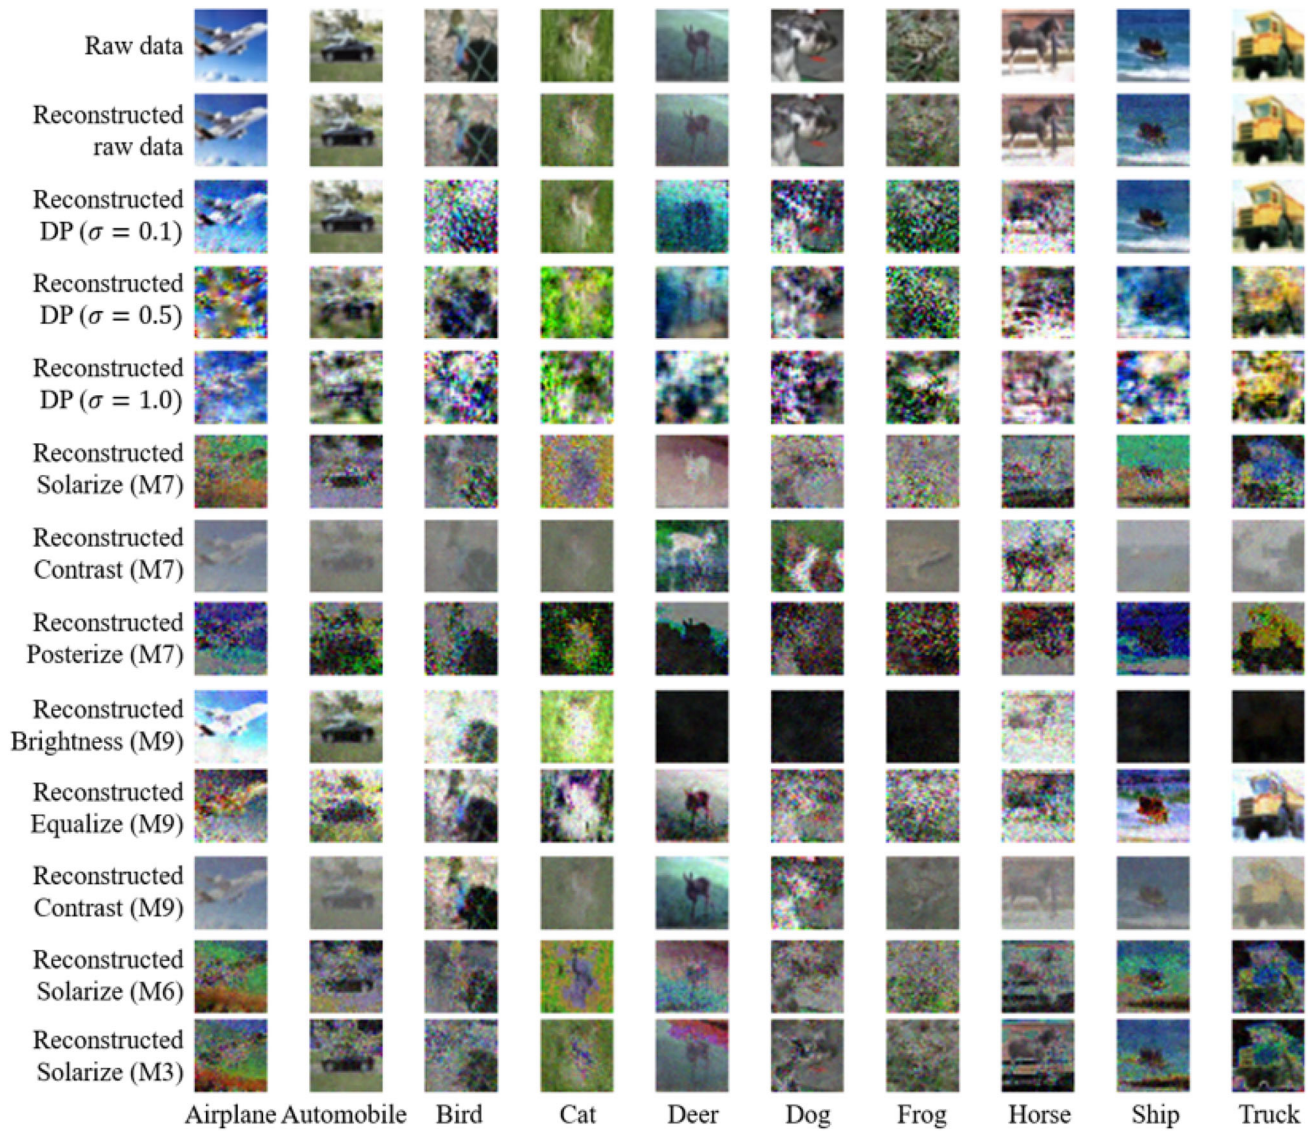 Raw data
Reconstructed
raw data
Reconstructed
DP (σ = 0.1)
Reconstructed
DP (σ = 0.5)
Reconstructed
DP (σ = 1.0)
Reconstructed
Solarize (M7)
Reconstructed
Contrast (M7)
Reconstructed
Posterize (M7)
Reconstructed
Brightness (M9)
Reconstructed
Equalize (M9)
Reconstructed
Contrast (M9)
Reconstructed
Solarize (M6)
Reconstructed
Solarize (M3)
Airplane Automobile Bird Cat Deer Dog Frog Horse Ship Truck